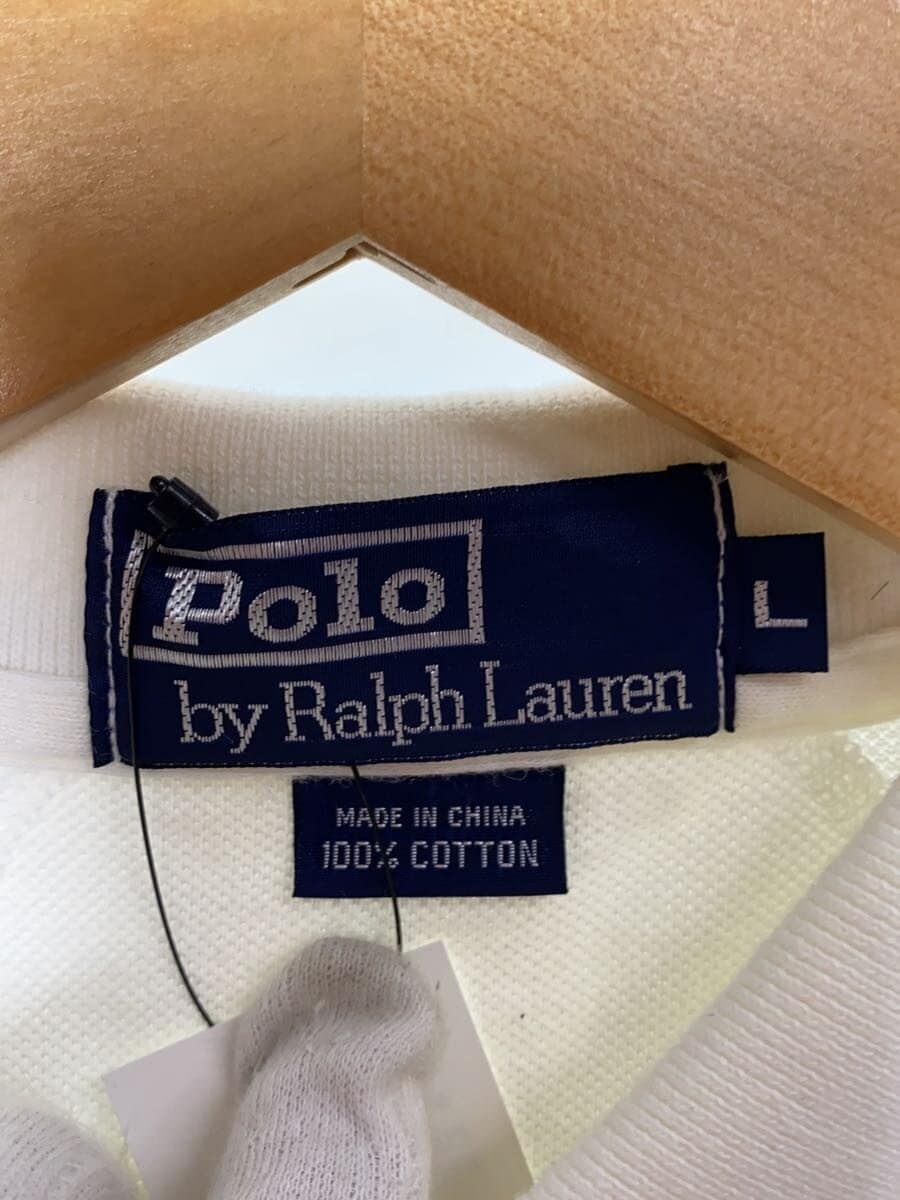 Polo
by Ralph Lauren
L
MADE IN CHINA
100% COTTON